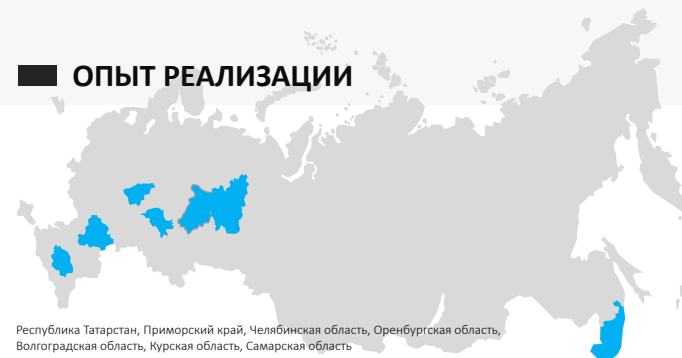 ОПЫТ РЕАЛИЗАЦИИ
Республика Татарстан, Приморский край, Челябинская область, Оренбургская область,
Волгоградская область, Курская область, Самарская область